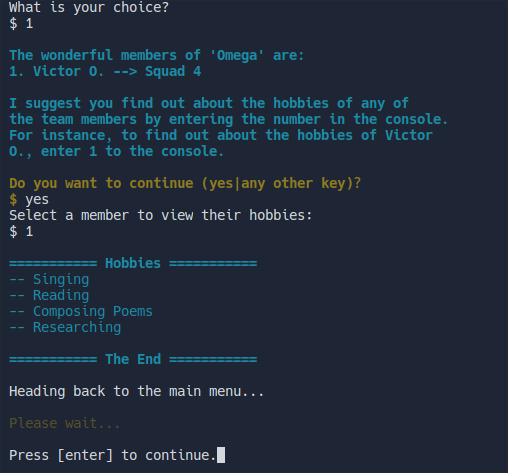 What is your choice?
$ 1
The wonderful members of 'Omega' are:
1. Victor O. --> Squad 4
I suggest you find out about the hobbies of any of
the team members by entering the number in the console.
For instance, to find out about the hobbies of Victor
O., enter 1 to the console.
Do you want to continue (yes|any other key)?
$ yes
Select a member to view their hobbies:
$ 1
=========== Hobbies ===========
-- Singing
-- Reading
-- Composing Poems
-- Researching
=========== The End ===========
Heading back to the main menu...
Please wait...
Press [enter] to continue.